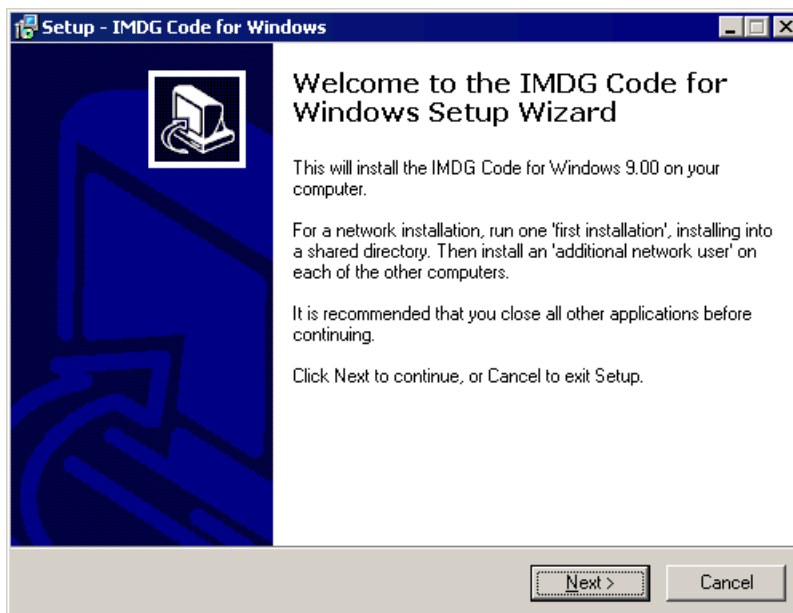 Setup - IMDG Code for Windows
Welcome to the IMDG Code for
Windows Setup Wizard
This will install the IMDG Code for Windows 9.00 on your
computer.
For a network installation, run one 'first installation', installing into
a shared directory. Then install an 'additional network user' on
each of the other computers.
It is recommended that you close all other applications before
continuing.
Click Next to continue, or Cancel to exit Setup.
Next >
Cancel